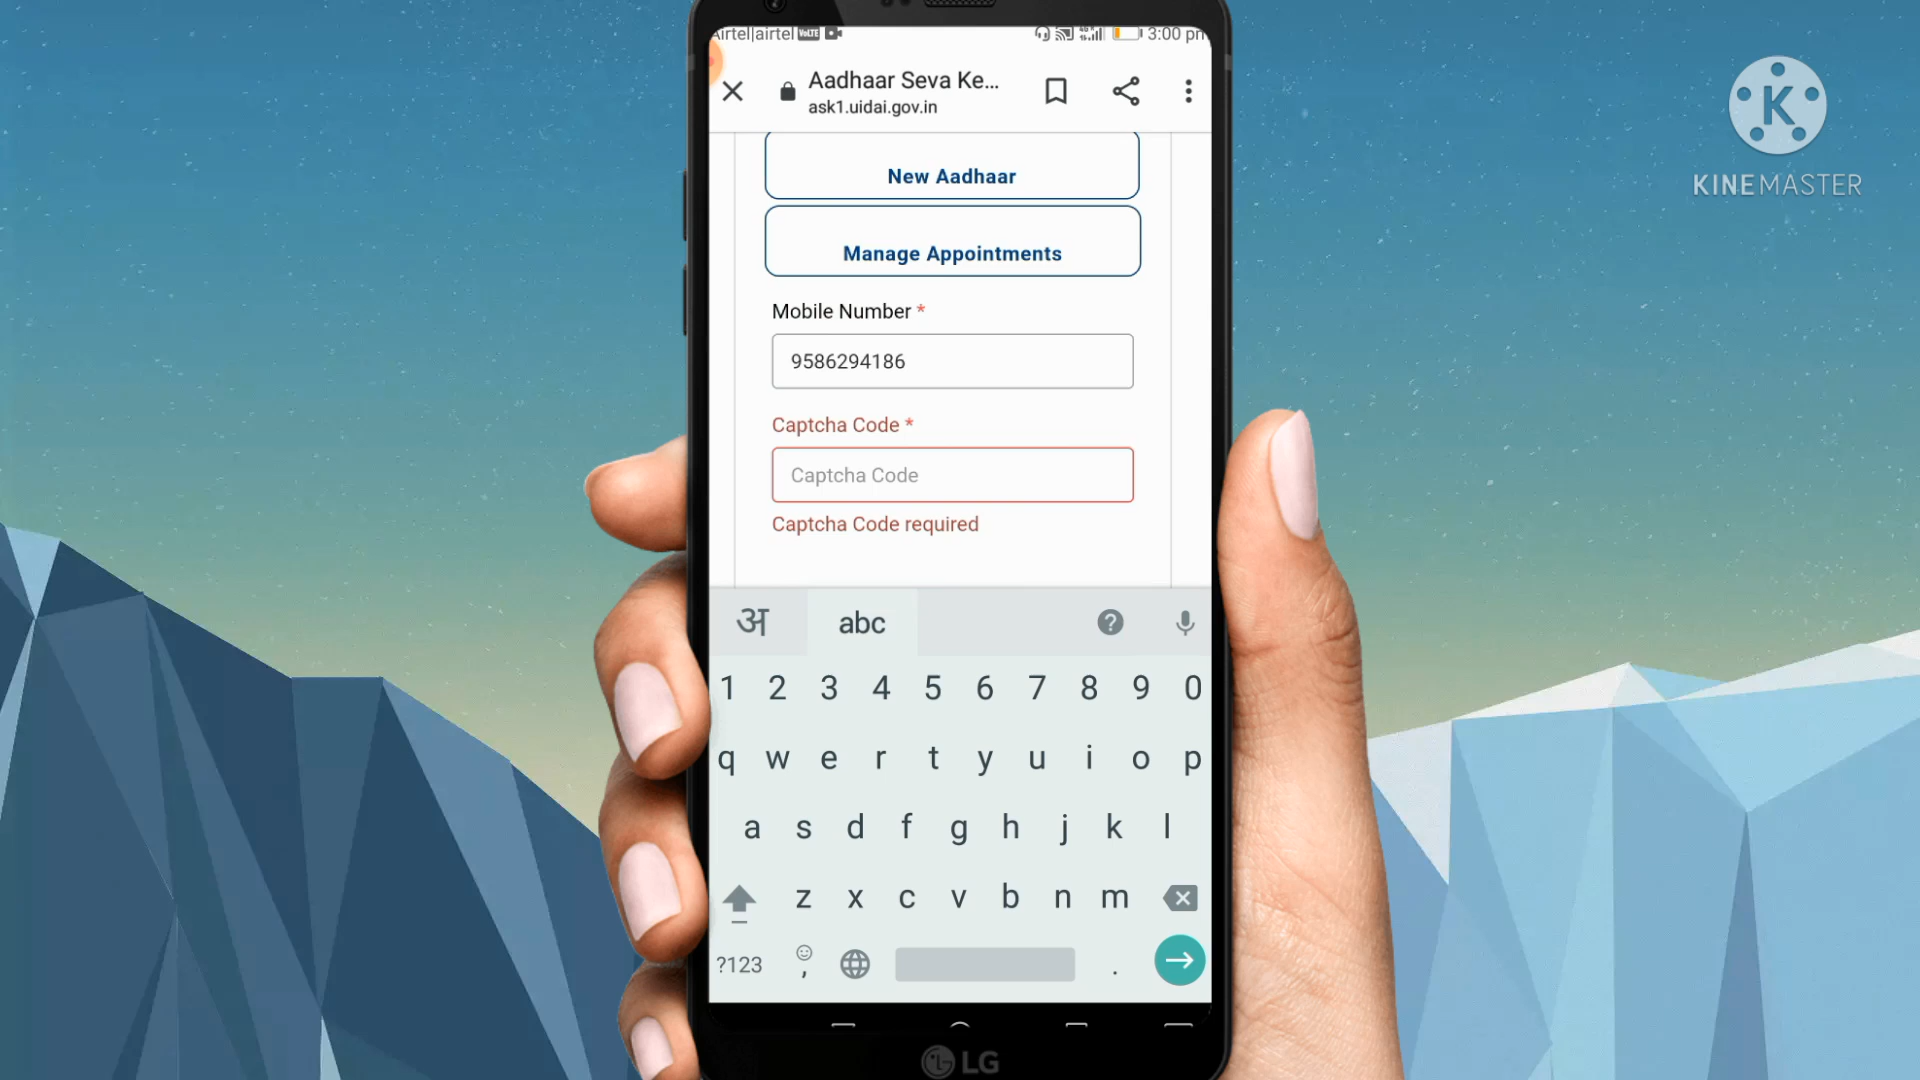 Airtel|airtel VoLTE 3:00 pm
Aadhaar Seva Ke...
ask1.uidai.gov.in
K
KINEMASTER
New Aadhaar
Manage Appointments
Mobile Number *
9586294186
Captcha Code *
Captcha Code
Captcha Code required
अ abc
1 2 3 4 5 6 7 8 9 0
q w e r t y u i o p
a s d f g h j k l
z x c v b n m
?123 , .
LG